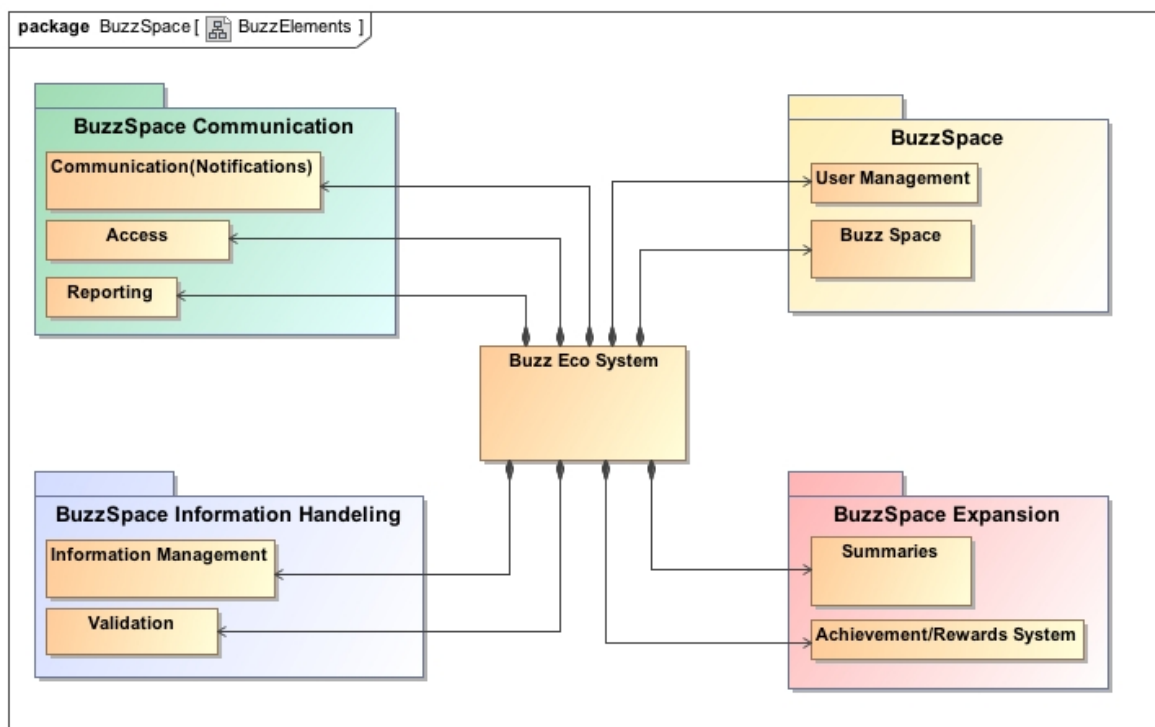 package BuzzSpace [ BuzzElements ]
BuzzSpace Communication
Communication(Notifications)
Access
Reporting
BuzzSpace
User Management
Buzz Space
Buzz Eco System
BuzzSpace Information Handeling
Information Management
Validation
BuzzSpace Expansion
Summaries
Achievement/Rewards System